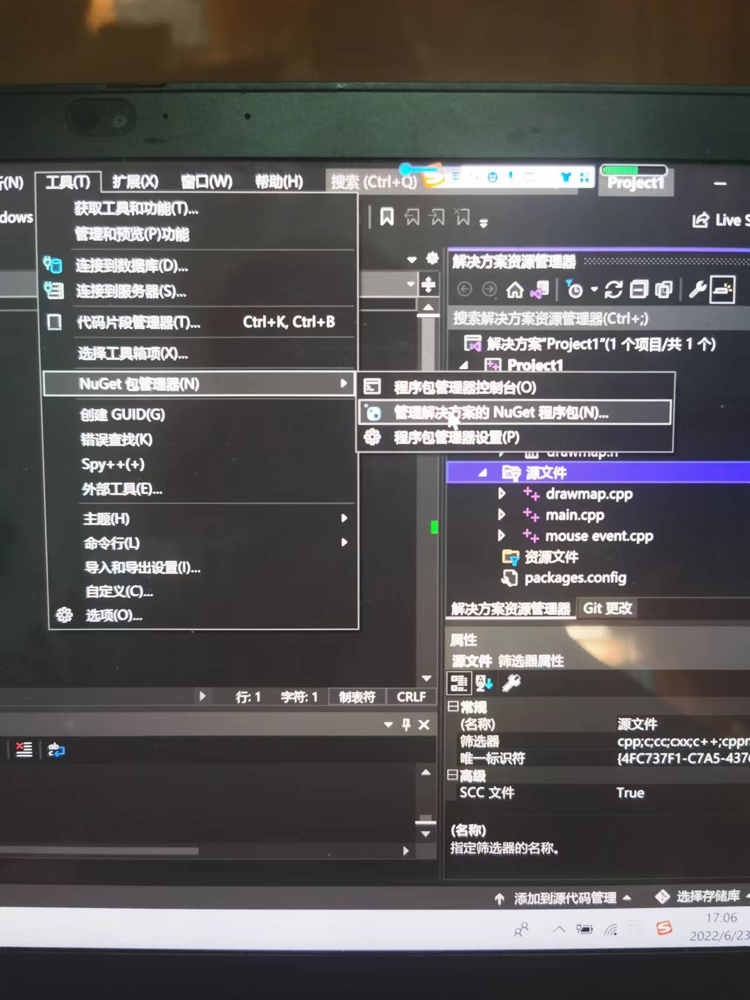 工具(T) 扩展(X) 窗口(W) 帮助(H) 搜索 (Ctrl+Q) Project1
dows
Live
获取工具和功能(T)...
管理和预览(P)功能
连接到数据库(D)...
连接到服务器(S)...
代码片段管理器(T)... Ctrl+K, Ctrl+B
选择工具箱项(X)...
NuGet 包管理器(N)
创建 GUID(G)
错误查找(K)
Spy++(+)
外部工具(E)...
主题(H)
命令行(L)
导入和导出设置(I)...
自定义(C)...
选项(O)...
程序包管理器控制台(O)
管理解决方案的 NuGet 程序包(N)...
程序包管理器设置(P)
解决方案资源管理器
搜索解决方案资源管理器(Ctrl+;)
解决方案"Project1"(1 个项目/共 1 个)
Project1
drawmap.h
源文件
drawmap.cpp
main.cpp
mouse event.cpp
资源文件
packages.config
解决方案资源管理器 Git 更改
属性
源文件 筛选器属性
常规
(名称) 源文件
筛选器 cpp;c;cc;cxx;c++;cppm
唯一标识符 {4FC737F1-C7A5-4376
高级
SCC 文件 True
(名称)
指定筛选器的名称。
行: 1 字符: 1 制表符 CRLF
添加到源代码管理 选择存储库
17:06
2022/6/23